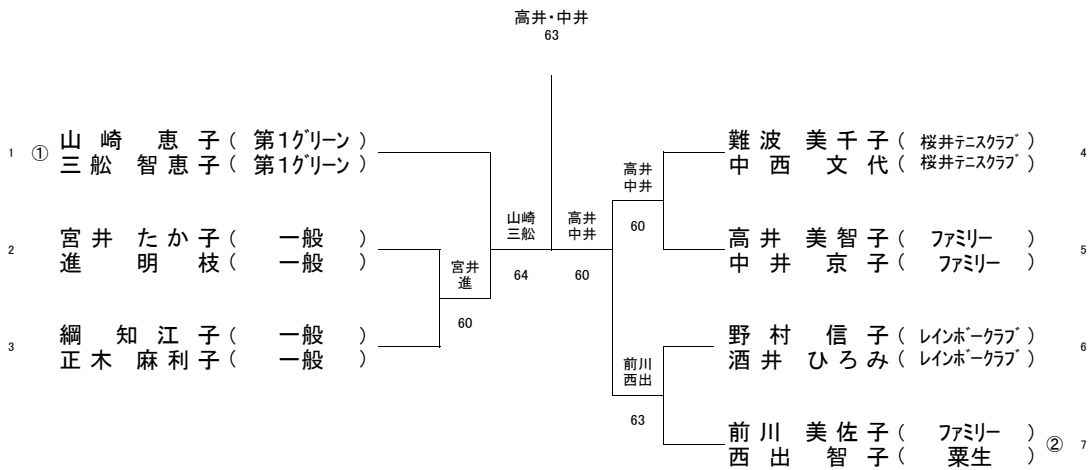 高井・中井
63
1 ① 山崎 恵子 ( 第1グリーン )
三舩 智恵子 ( 第1グリーン )
2 宮井 たか子 ( 一般 )
進 明枝 ( 一般 )
3 綱 知江子 ( 一般 )
正木 麻利子 ( 一般 )
宮井
進
60
山崎
三舩
64
高井
中井
60
高井
中井
60
前川
西出
63
難波 美千子 ( 桜井テニスクラブ ) 4
中西 文代 ( 桜井テニスクラブ )
高井 美智子 ( ファミリー ) 5
中井 京子 ( ファミリー )
野村 信子 ( レインボークラブ ) 6
酒井 ひろみ ( レインボークラブ )
前川 美佐子 ( ファミリー ) ② 7
西出 智子 ( 粟生 )